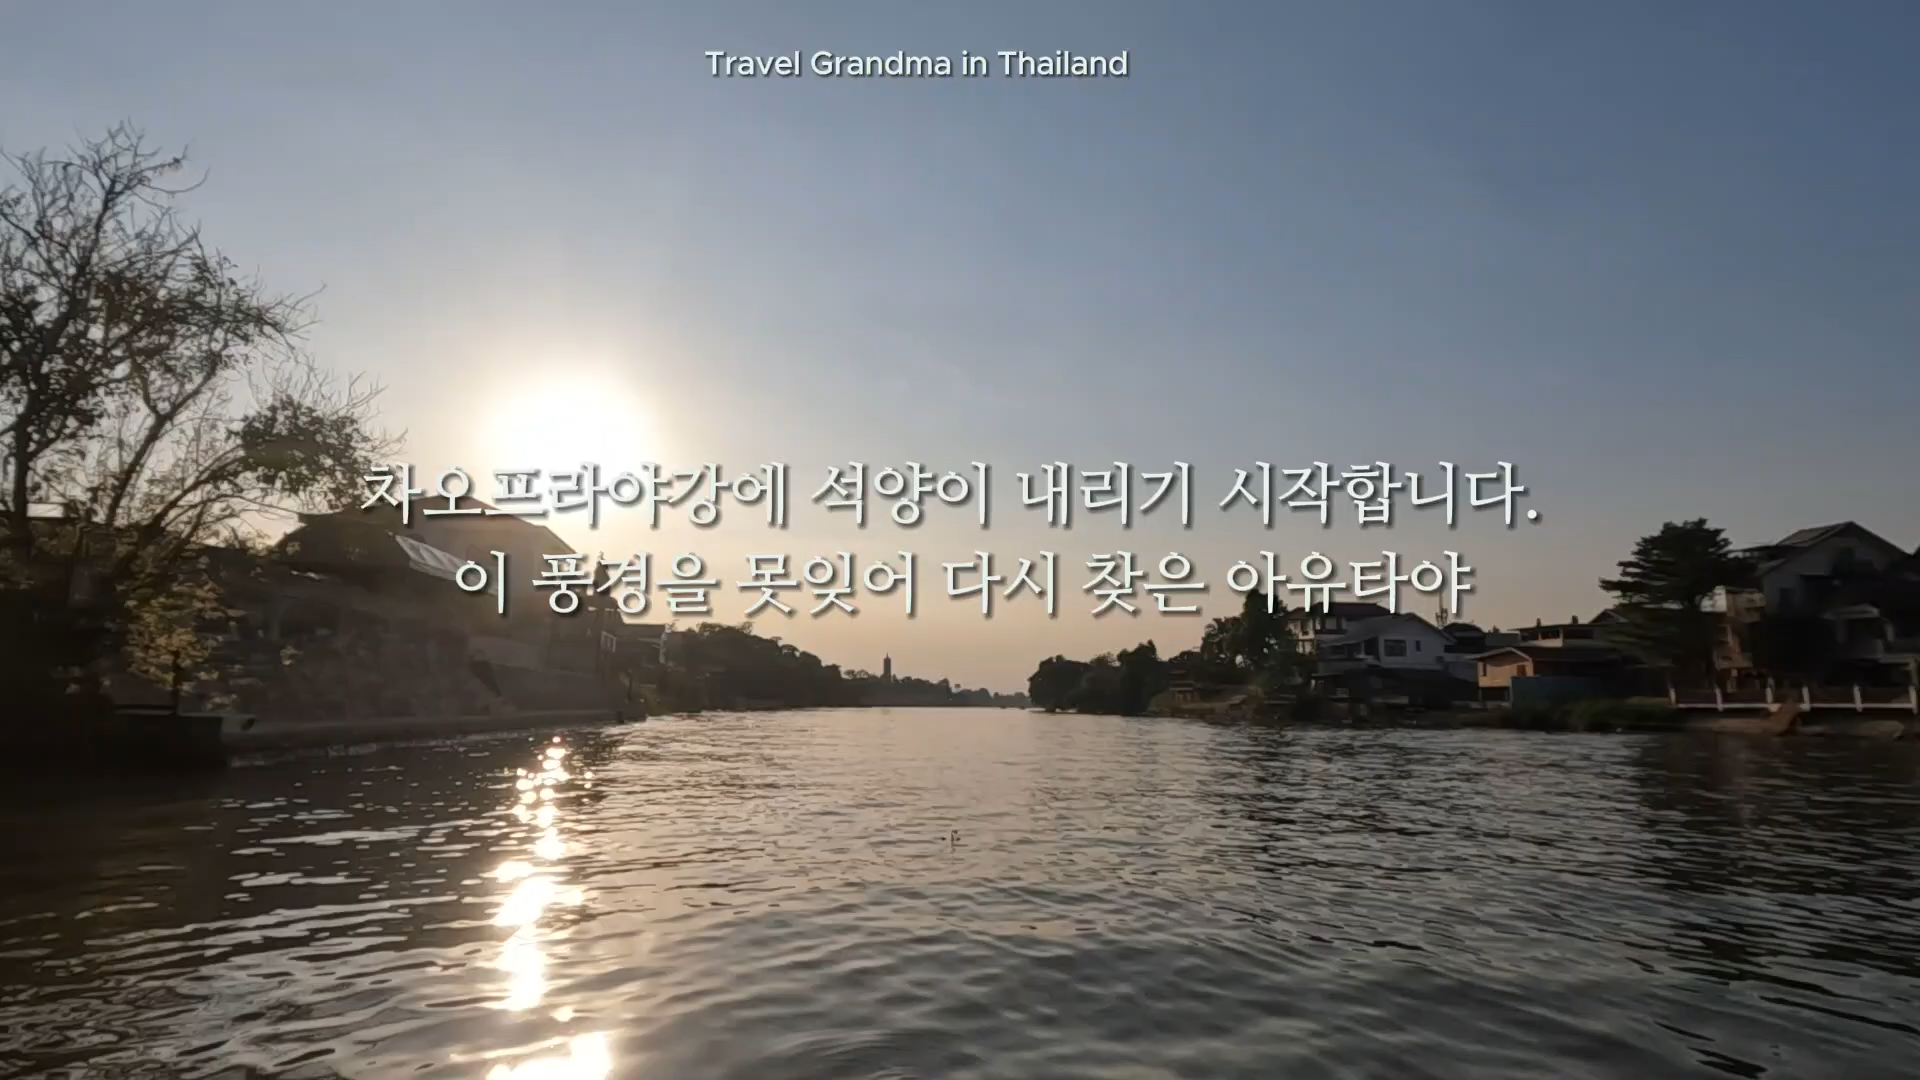 Travel Grandma in Thailand
차오프라야강에 석양이 내리기 시작합니다.
이 풍경을 못잊어 다시 찾은 아유타야